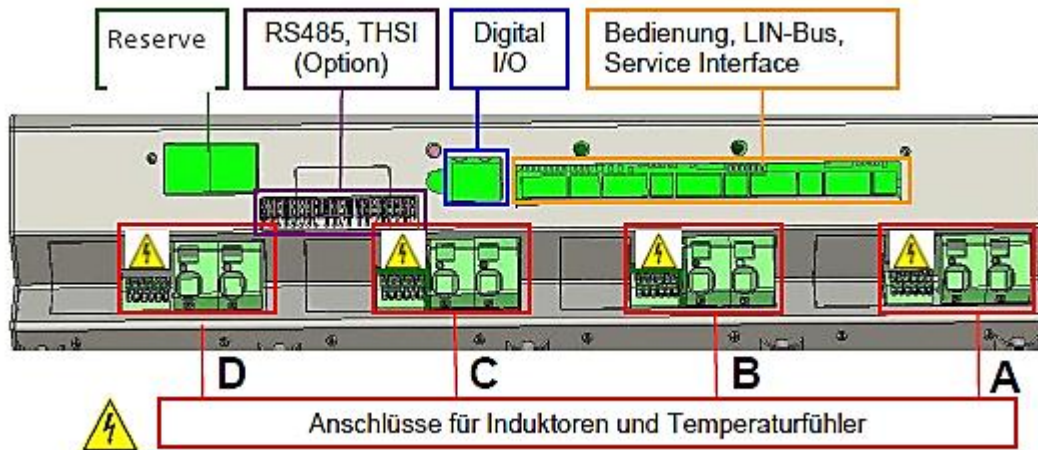 Reserve
RS485, THSI
(Option)
Digital
I/O
Bedienung, LIN-Bus,
Service Interface
D
C
B
A
Anschlüsse für Induktoren und Temperaturfühler